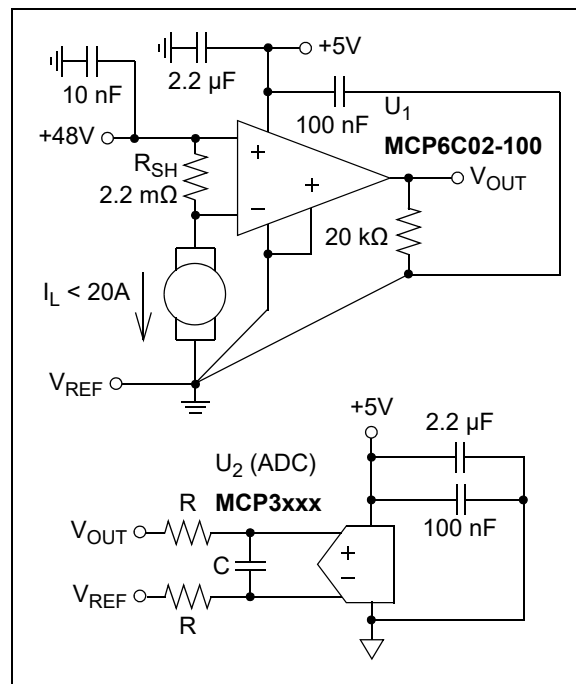 +5V
2.2 µF
10 nF
100 nF
U1
MCP6C02-100
+48V
RSH
2.2 mΩ
+
−
+
VOUT
20 kΩ
IL < 20A
VREF
+5V
2.2 µF
U2 (ADC)
MCP3xxx
100 nF
R
VOUT
+
−
C
VREF
R